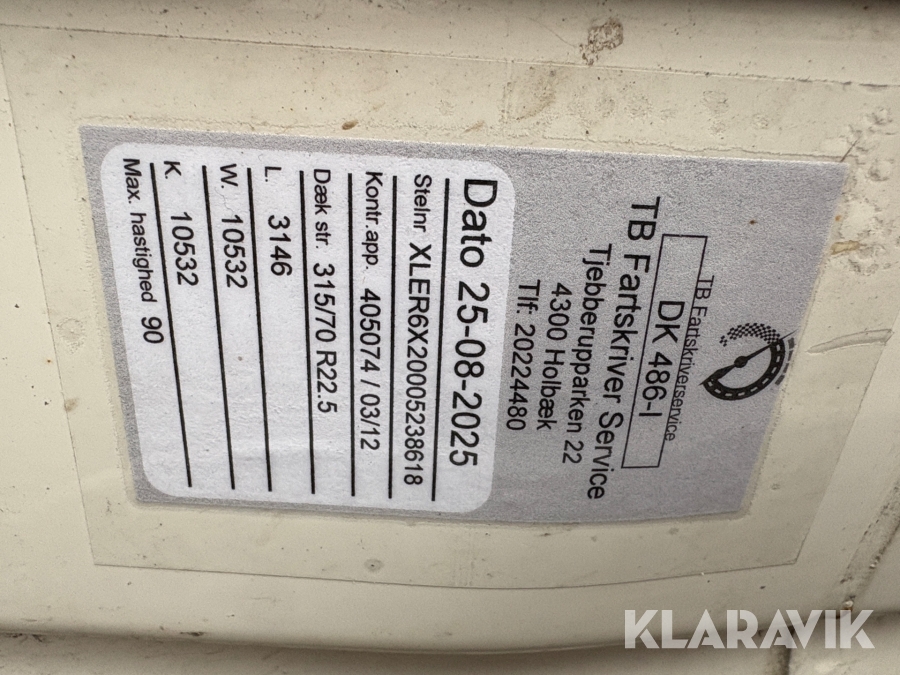 TB Fartskriverservice
DK 486-I
TB Fartskriver Service
Tjebberupparken 22
4300 Holbæk
Tlf: 20224480
Dato 25-08-2025
Stelnr XLER6X20005238618
Kontr.app. 405074 / 03/12
Dæk str. 315/70 R22.5
L. 3146
W. 10532
K. 10532
Max. hastighed 90
KLARAVIK